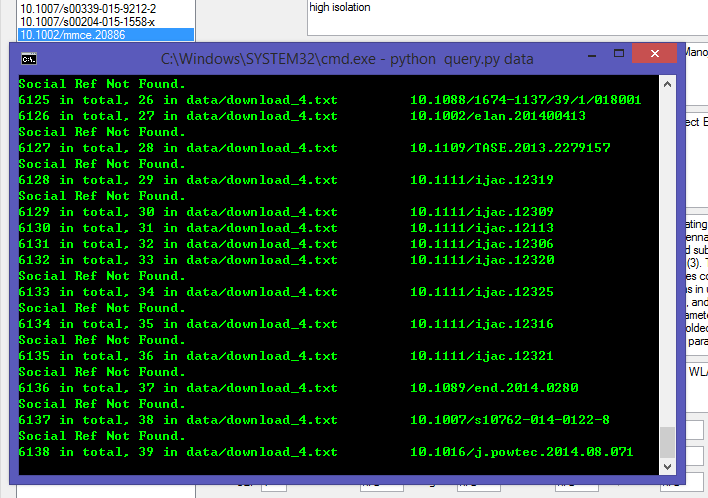 10.1007/s00339-015-9212-2
10.1007/s00204-015-1558-x
10.1002/mmce.20886
high isolation
C:\Windows\SYSTEM32\cmd.exe - python query.py data
Social Ref Not Found.
6125 in total, 26 in data/download_4.txt 10.1088/1674-1137/39/1/018001
6126 in total, 27 in data/download_4.txt 10.1002/elan.201400413
Social Ref Not Found.
6127 in total, 28 in data/download_4.txt 10.1109/TASE.2013.2279157
Social Ref Not Found.
6128 in total, 29 in data/download_4.txt 10.1111/ijac.12319
Social Ref Not Found.
6129 in total, 30 in data/download_4.txt 10.1111/ijac.12309
6130 in total, 31 in data/download_4.txt 10.1111/ijac.12113
6131 in total, 32 in data/download_4.txt 10.1111/ijac.12306
6132 in total, 33 in data/download_4.txt 10.1111/ijac.12320
Social Ref Not Found.
6133 in total, 34 in data/download_4.txt 10.1111/ijac.12325
Social Ref Not Found.
6134 in total, 35 in data/download_4.txt 10.1111/ijac.12316
Social Ref Not Found.
6135 in total, 36 in data/download_4.txt 10.1111/ijac.12321
Social Ref Not Found.
6136 in total, 37 in data/download_4.txt 10.1089/end.2014.0280
Social Ref Not Found.
6137 in total, 38 in data/download_4.txt 10.1007/s10762-014-0122-8
Social Ref Not Found.
6138 in total, 39 in data/download_4.txt 10.1016/j.powtec.2014.08.071
Mano
ect E
ating
enna
d sub
(3). T
es co
ns in u
, and
amete
olded
para
WLA